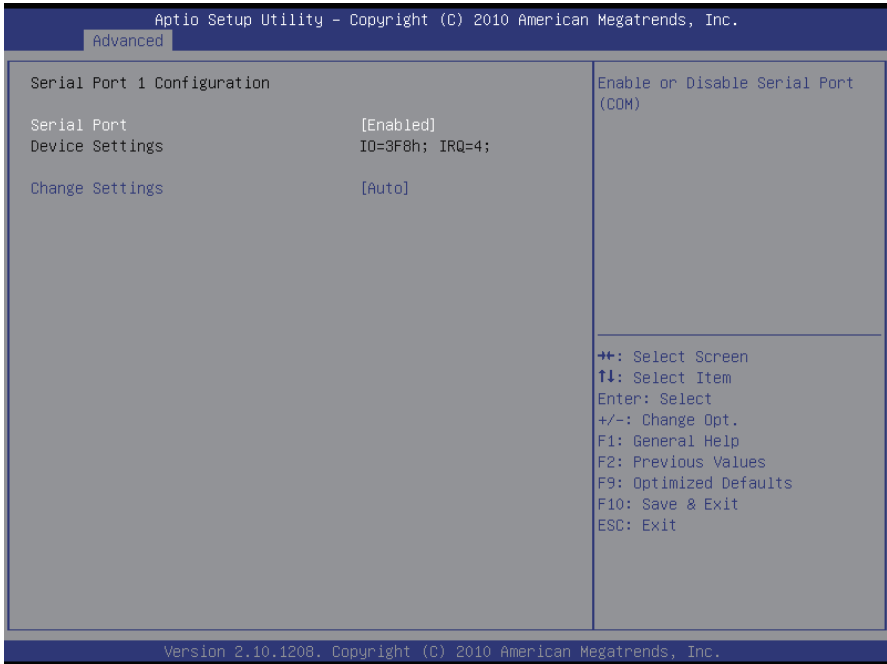 Aptio Setup Utility – Copyright (C) 2010 American Megatrends, Inc.
Advanced
Serial Port 1 Configuration
Serial Port [Enabled]
Device Settings IO=3F8h; IRQ=4;
Change Settings [Auto]
Enable or Disable Serial Port
(COM)
→←: Select Screen
↑↓: Select Item
Enter: Select
+/-: Change Opt.
F1: General Help
F2: Previous Values
F9: Optimized Defaults
F10: Save & Exit
ESC: Exit
Version 2.10.1208. Copyright (C) 2010 American Megatrends, Inc.